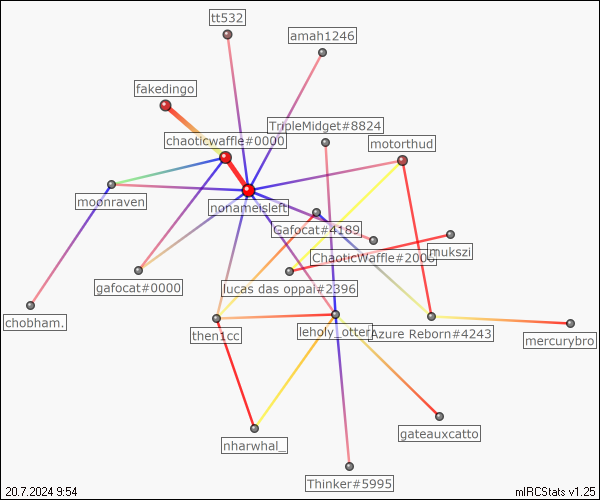 tt532
amah1246
fakedingo
TripleMidget#8824
chaoticwaffle#0000
motorthud
moonraven
nonameisleft
Gafocat#4189
mukszi
ChaoticWaffle#200
gafocat#0000
lucas das oppai#2396
chobham.
then1cc
leholy_otter
Azure Reborn#4243
mercurybro
gateauxcatto
nharwhal_
Thinker#5995
20.7.2024 9:54
mIRCStats v1.25